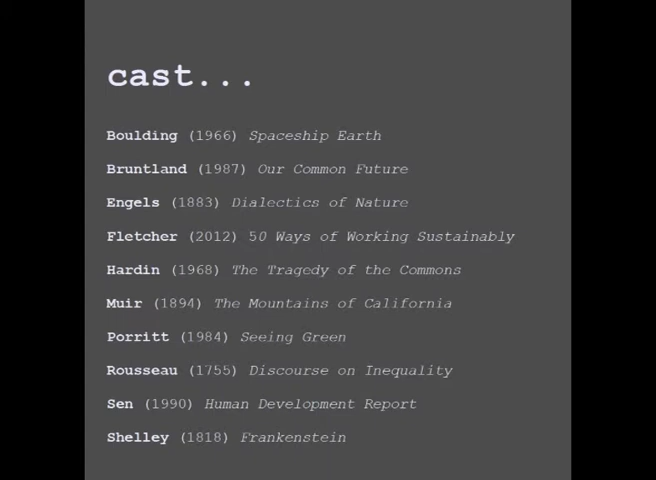 cast...
Boulding (1966) Spaceship Earth
Bruntland (1987) Our Common Future
Engels (1883) Dialectics of Nature
Fletcher (2012) 50 Ways of Working Sustainably
Hardin (1968) The Tragedy of the Commons
Muir (1894) The Mountains of California
Porritt (1984) Seeing Green
Rousseau (1755) Discourse on Inequality
Sen (1990) Human Development Report
Shelley (1818) Frankenstein